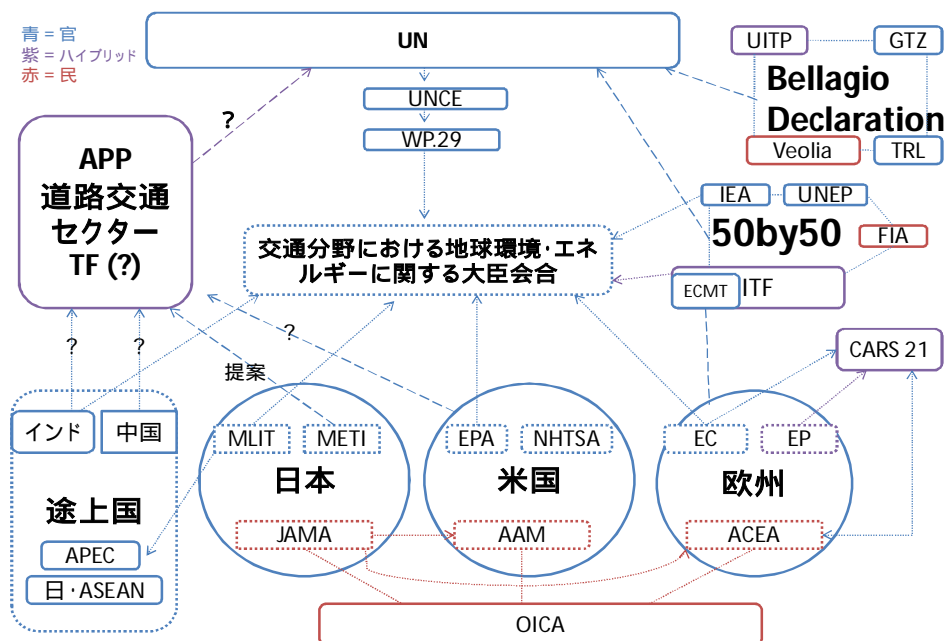 青 = 官
紫 = ハイブリッド
赤 = 民
UN
UITP
GTZ
Bellagio
Declaration
Veolia
TRL
UNCE
WP.29
?
APP
道路交通
セクター
TF (?)
IEA
UNEP
50by50
FIA
ECMT
ITF
交通分野における地球環境・エネ
ルギーに関する大臣会合
CARS 21
?
?
?
提案
インド
中国
途上国
APEC
日・ASEAN
MLIT
METI
日本
JAMA
EPA
NHTSA
米国
AAM
EC
EP
欧州
ACEA
OICA